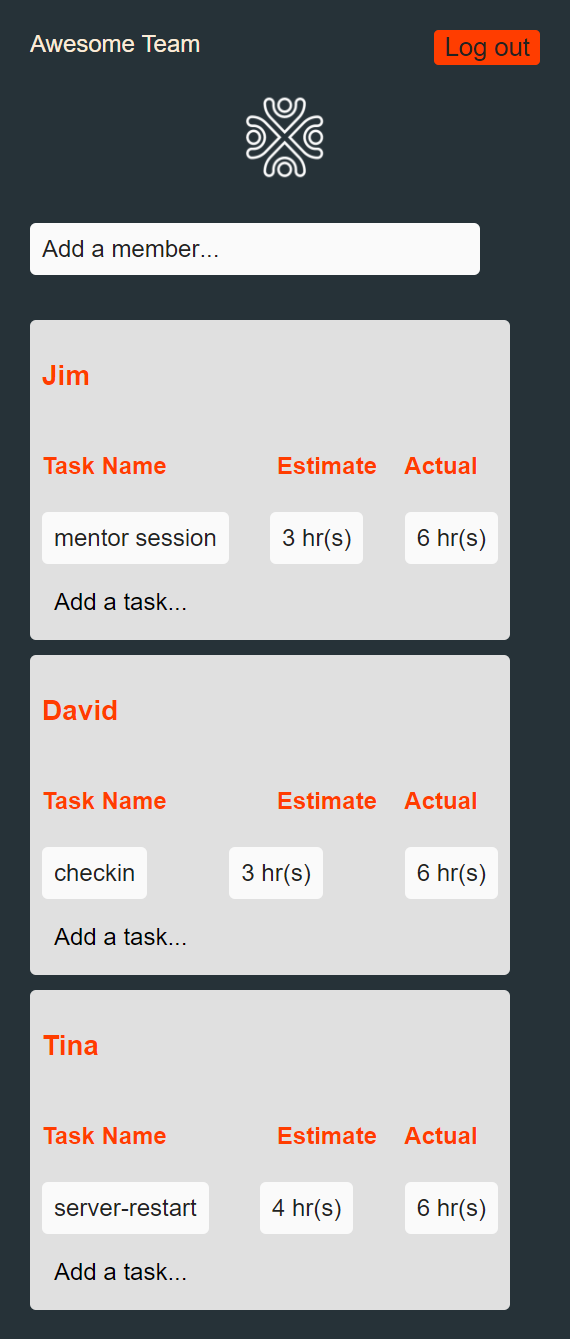 Awesome Team Log out
Add a member...
Jim
Task Name Estimate Actual
mentor session 3 hr(s) 6 hr(s)
Add a task...
David
Task Name Estimate Actual
checkin 3 hr(s) 6 hr(s)
Add a task...
Tina
Task Name Estimate Actual
server-restart 4 hr(s) 6 hr(s)
Add a task...